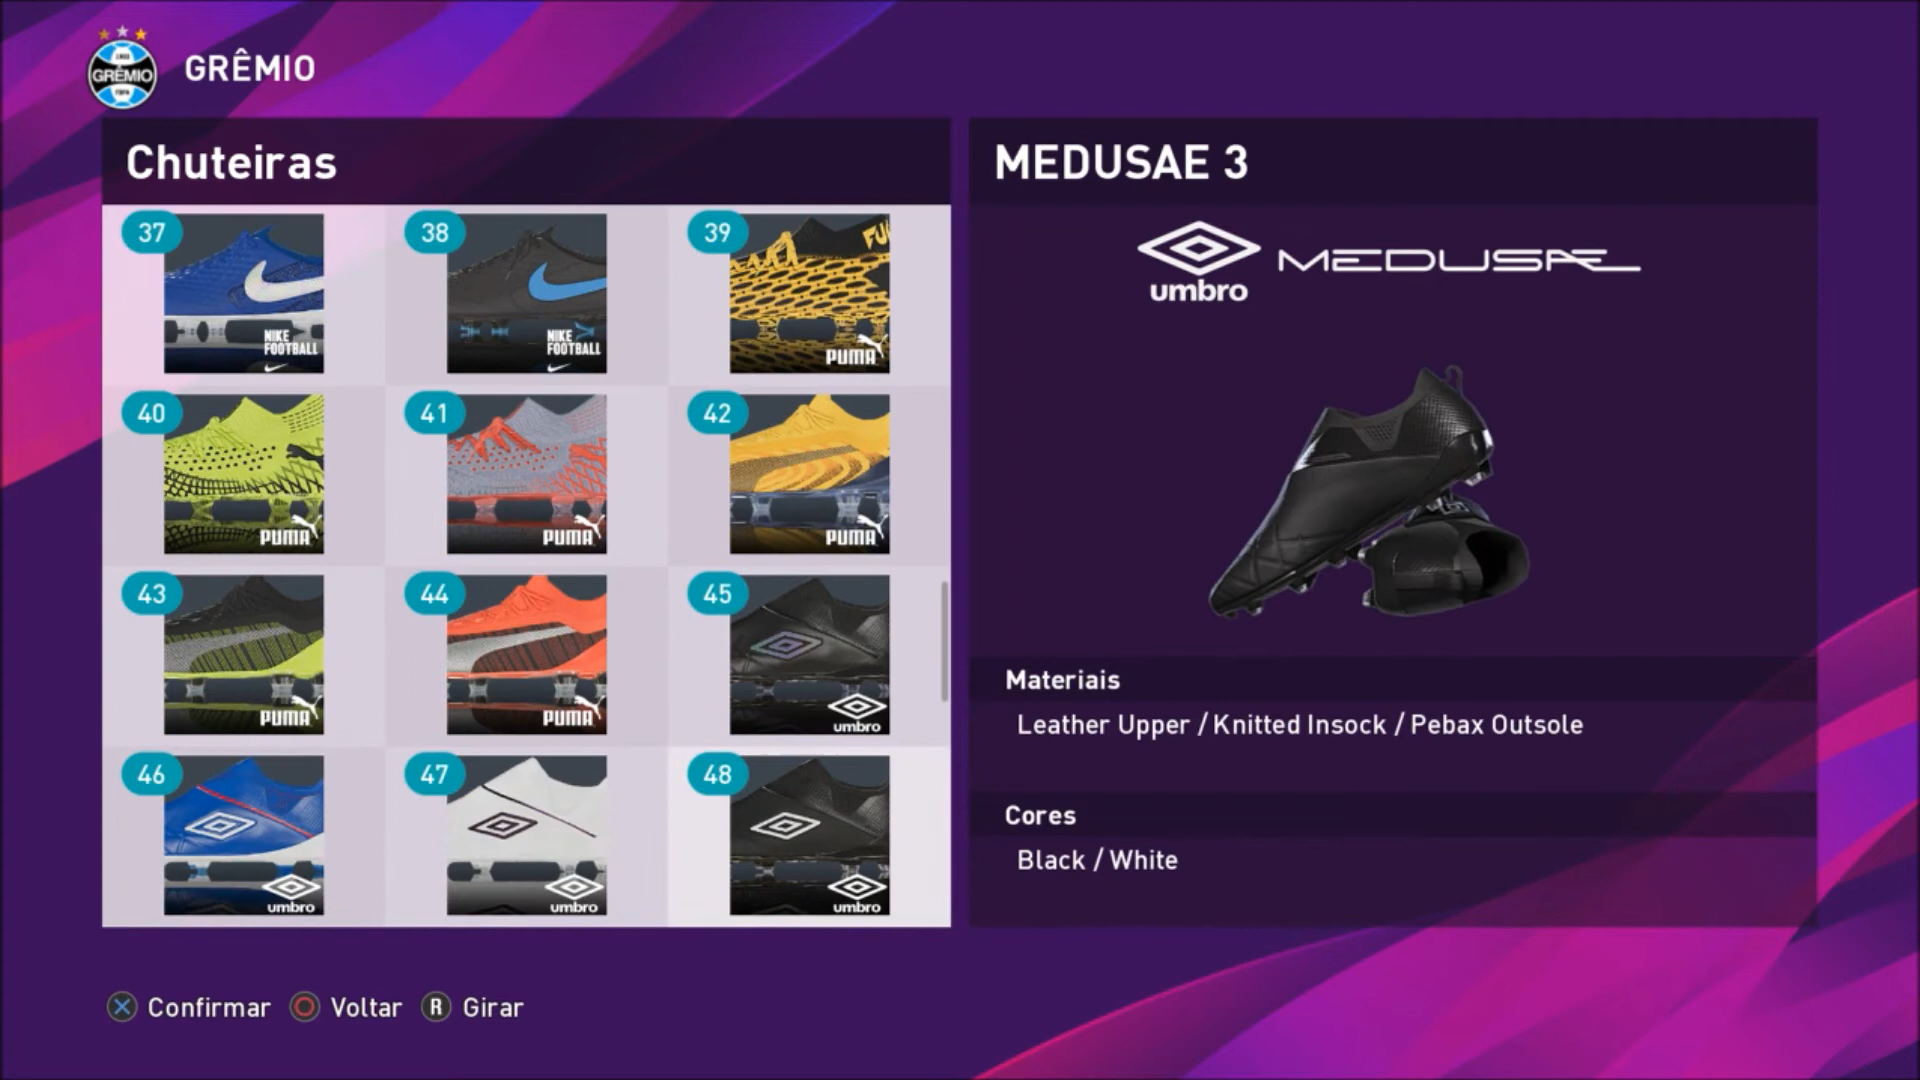 GRÊMIO
GRÊMIO
Chuteiras
37
NIKE
FOOTBALL
38
NIKE
FOOTBALL
39
FU
PUMA
40
PUMA
41
PUMA
42
PUMA
43
PUMA
44
PUMA
45
umbro
46
umbro
47
umbro
48
umbro
MEDUSAE 3
umbro
MEDUSAE
Materiais
Leather Upper / Knitted Insock / Pebax Outsole
Cores
Black / White
Confirmar
Voltar
R Girar